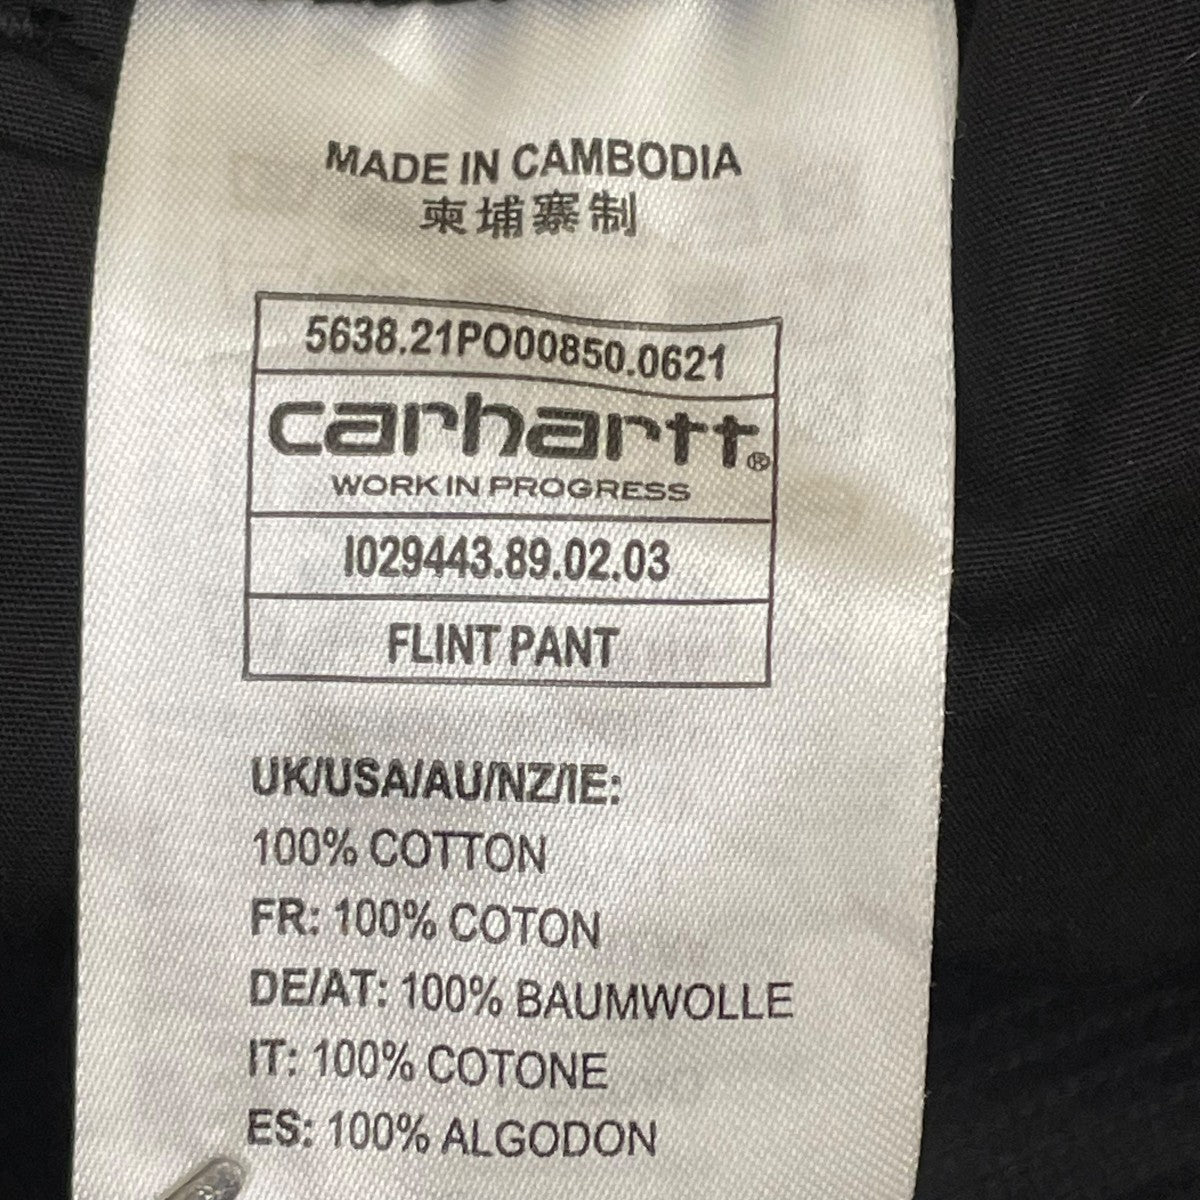 MADE IN CAMBODIA
柬埔寨制
5638.21PO00850.0621
carhartt®
WORK IN PROGRESS
I029443.89.02.03
FLINT PANT
UK/USA/AU/NZ/IE:
100% COTTON
FR: 100% COTON
DE/AT: 100% BAUMWOLLE
IT: 100% COTONE
ES: 100% ALGODON